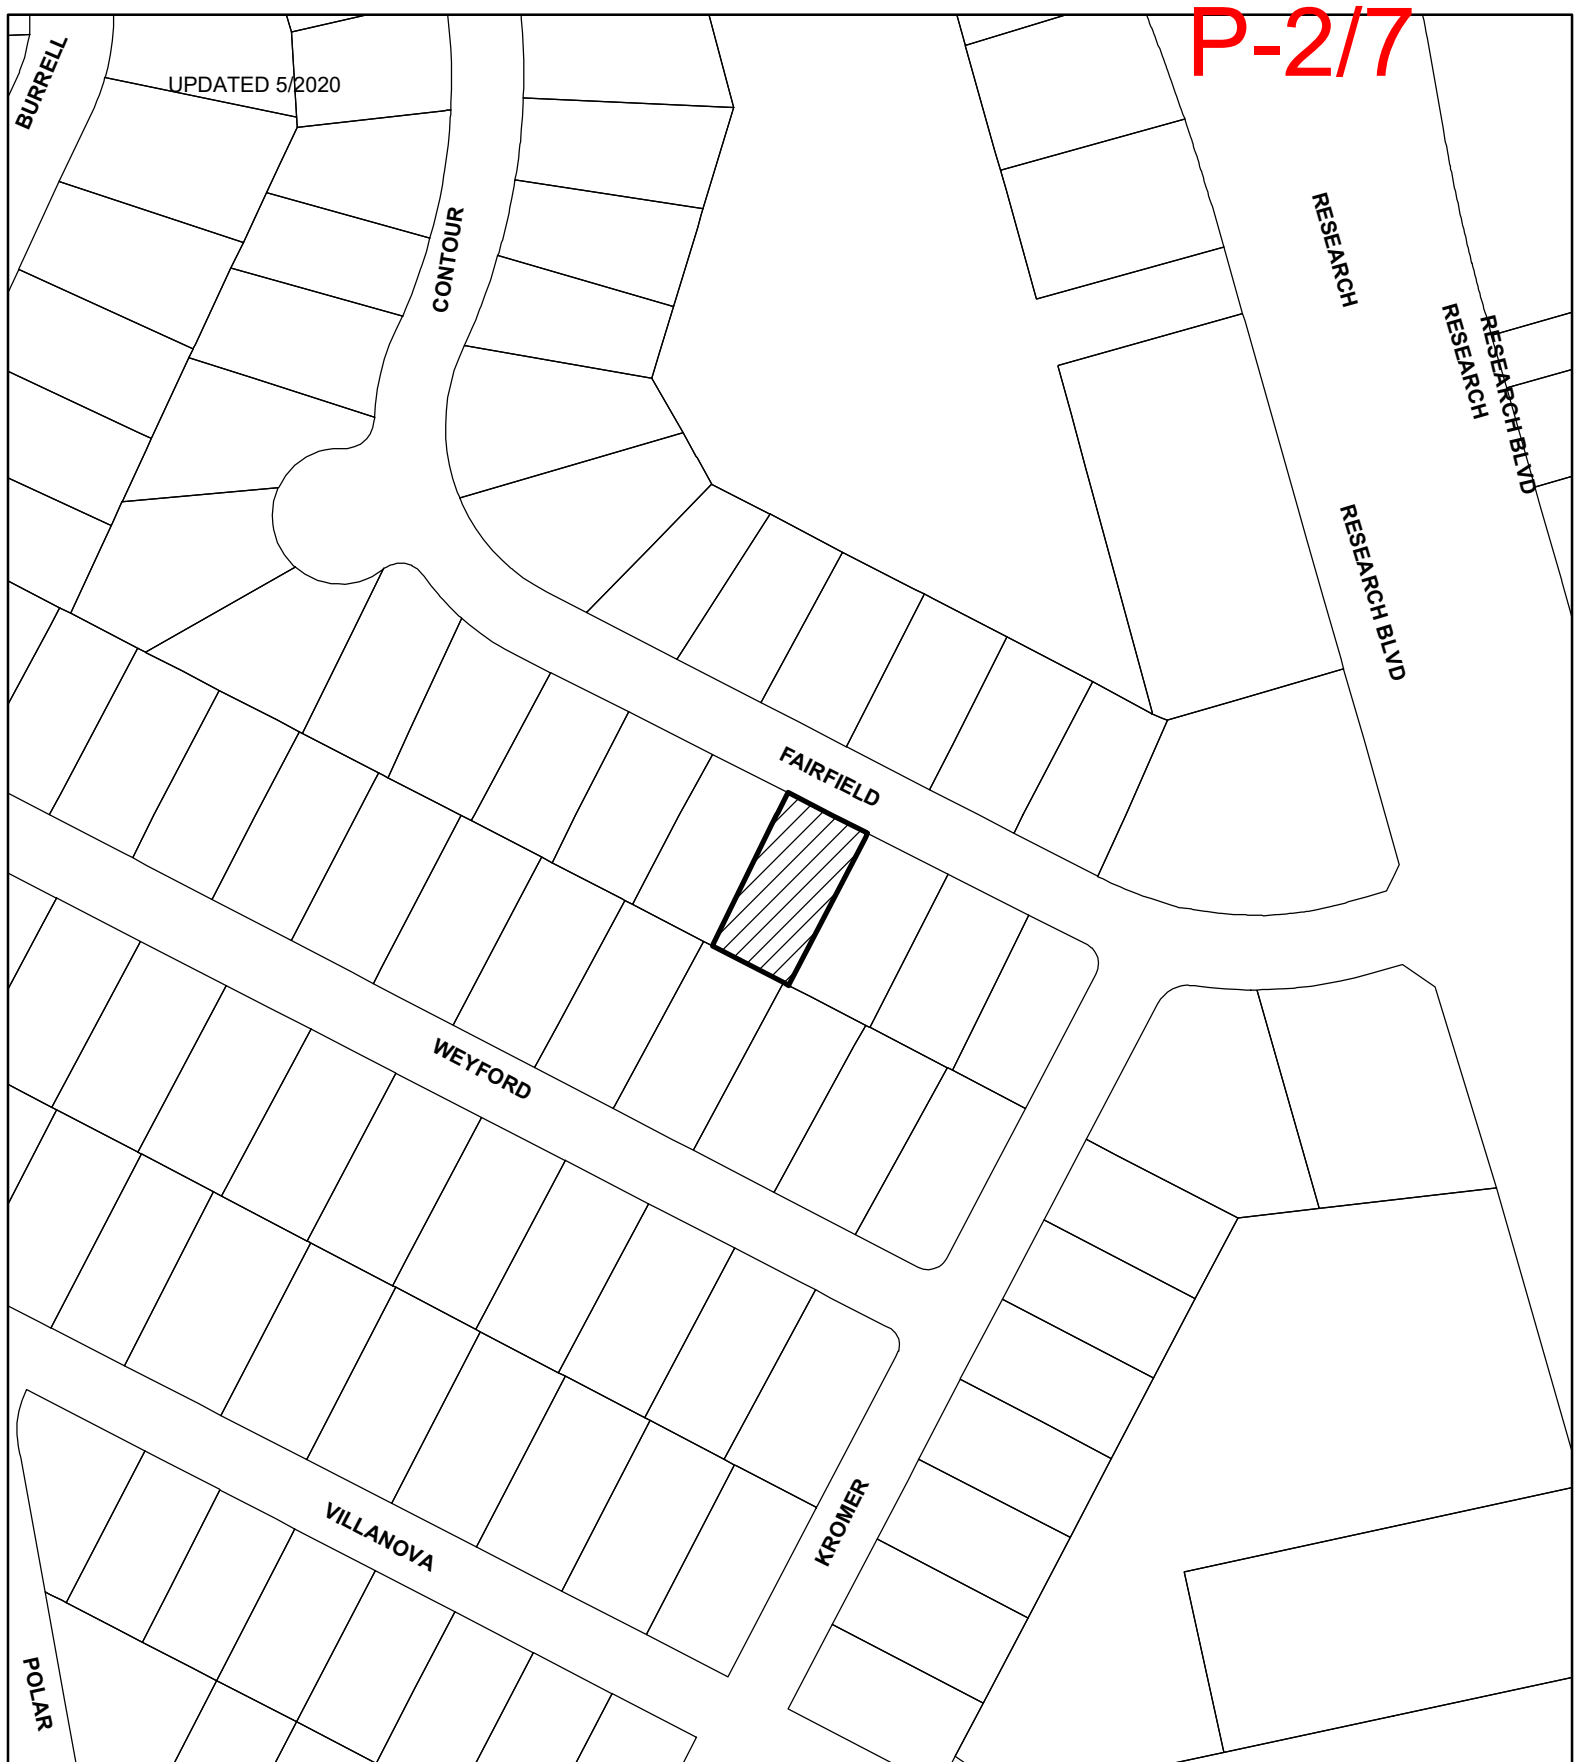 P-2/7
BURRELL
UPDATED 5/2020
CONTOUR
RESEARCH
RESEARCH
RESEARCH BLVD
RESEARCH BLVD
FAIRFIELD
WEYFORD
KROMER
VILLANOVA
POLAR